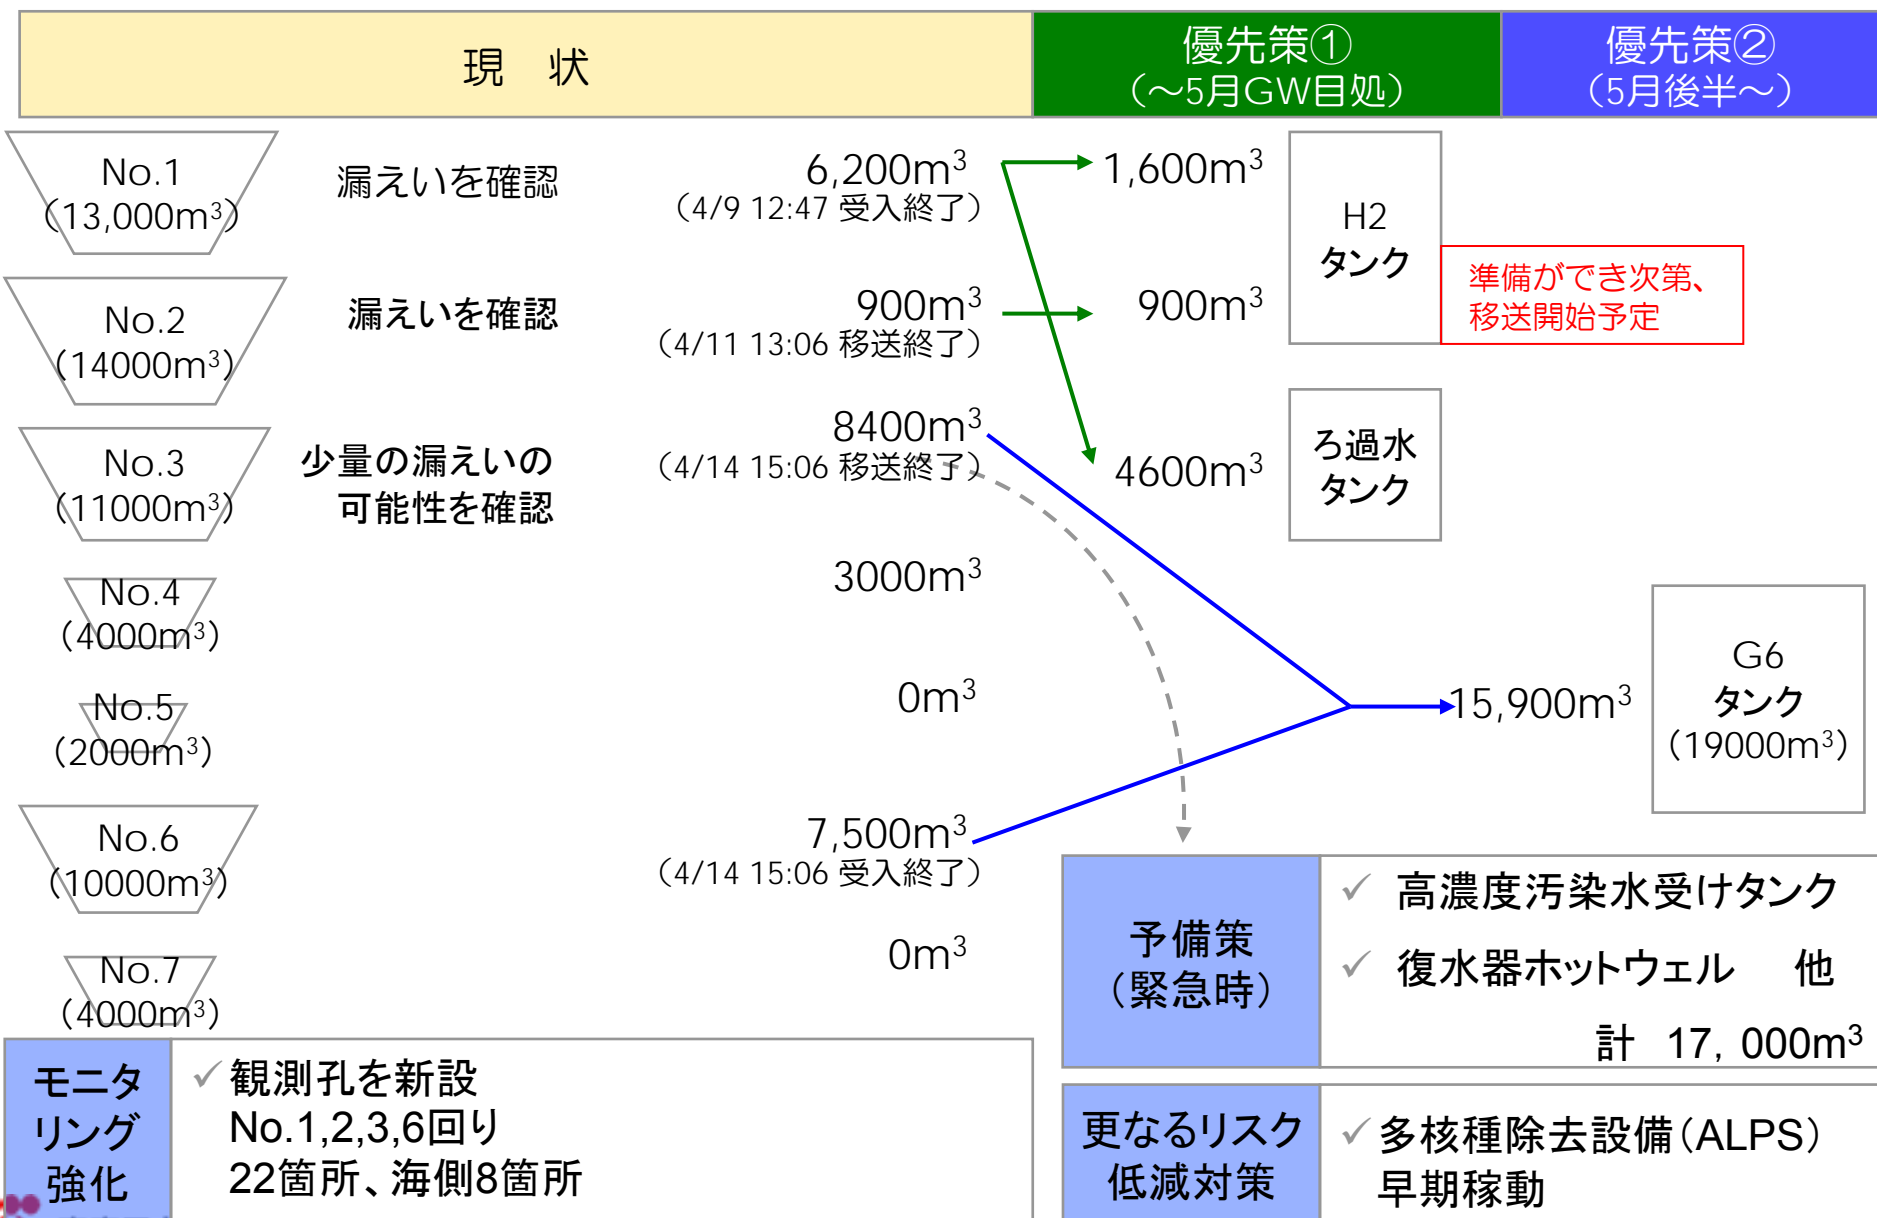 現　状
優先策①
（～5月GW目処）
優先策②
（5月後半～）
No.1
（13,000m³）
漏えいを確認
6,200m³
（4/9 12:47 受入終了）
1,600m³
H2
タンク
準備ができ次第、
移送開始予定
No.2
（14000m³）
漏えいを確認
900m³
（4/11 13:06 移送終了）
900m³
No.3
（11000m³）
少量の漏えいの
可能性を確認
8400m³
（4/14 15:06 移送終了）
4600m³
ろ過水
タンク
No.4
（4000m³）
3000m³
No.5
（2000m³）
0m³
15,900m³
G6
タンク
（19000m³）
No.6
（10000m³）
7,500m³
（4/14 15:06 受入終了）
No.7
（4000m³）
0m³
予備策
（緊急時）
✓ 高濃度汚染水受けタンク
✓ 復水器ホットウェル　他
計　17，000m³
モニタ
リング
強化
✓ 観測孔を新設
No.1,2,3,6回り
22箇所、海側8箇所
更なるリスク
低減対策
✓ 多核種除去設備（ALPS）
早期稼動